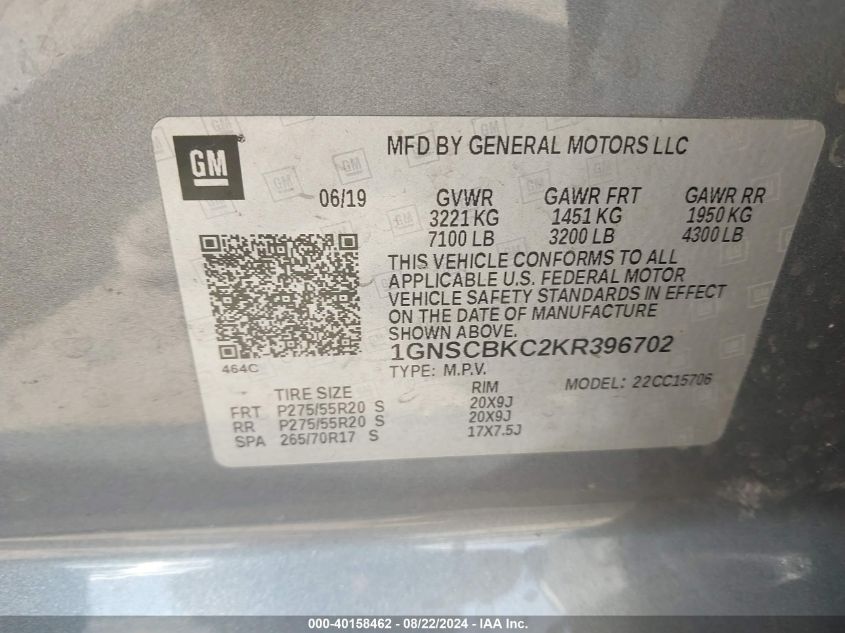 GM
MFD BY GENERAL MOTORS LLC
06/19
GVWR GAWR FRT GAWR RR
3221 KG 1451 KG 1950 KG
7100 LB 3200 LB 4300 LB
THIS VEHICLE CONFORMS TO ALL
APPLICABLE U.S. FEDERAL MOTOR
VEHICLE SAFETY STANDARDS IN EFFECT
ON THE DATE OF MANUFACTURE
SHOWN ABOVE.
464C
1GNSCBKC2KR396702
TYPE: M.P.V. MODEL: 22CC15706
TIRE SIZE RIM
FRT P275/55R20 S 20X9J
RR P275/55R20 S 20X9J
SPA 265/70R17 S 17X7.5J
000-40158462 - 08/22/2024 - IAA Inc.